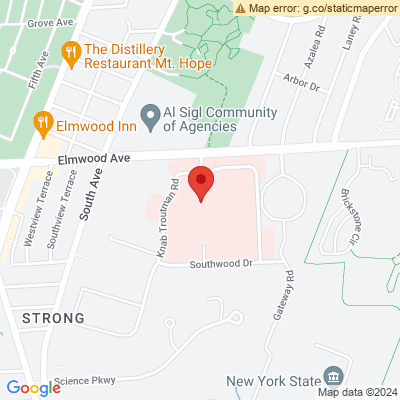 Map error: g.co/staticmaperror
Grove Ave
Fifth Ave
The Distillery
Restaurant Mt. Hope
Azalea Rd
Laney R
Arbor Dr
Al Sigl Community
of Agencies
Elmwood Inn
Elmwood Ave
Westview Terrace
Southview Terrace
South Ave
Knab Troutman Rd
Brickstone Cir
Southwood Dr
Gateway Rd
STRONG
Science Pkwy
New York State
Google
Map data ©2024